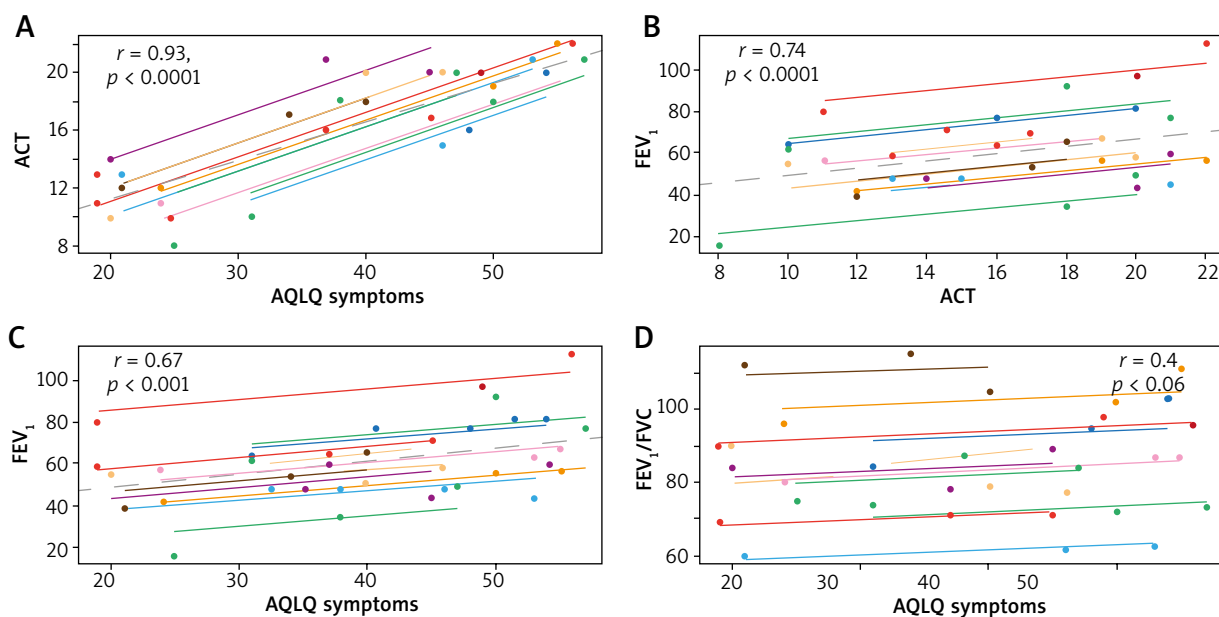 A
r = 0.93,
p < 0.0001
ACT
20
16
12
8
20 30 40 50
AQLQ symptoms
B
r = 0.74
p < 0.0001
FEV1
100
80
60
40
20
8 10 12 14 16 18 20 22
ACT
C
r = 0.67
p < 0.001
FEV1
100
80
60
40
20
20 30 40 50
AQLQ symptoms
D
r = 0.4
p < 0.06
FEV1/FVC
100
80
60
20 30 40 50
AQLQ symptoms